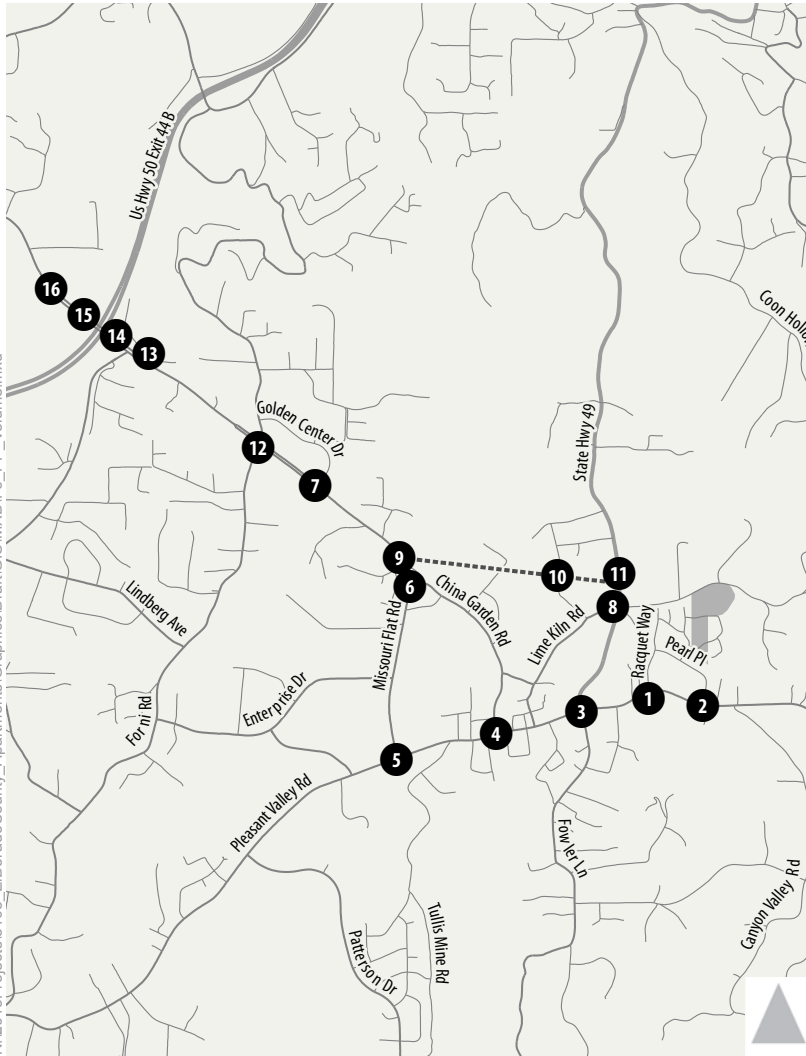 Us Hwy 50 Exit 44 B
16
15
14
13
Coon Hollo
State Hwy 49
Golden Center Dr
12
7
9
10
11
6
8
China Garden Rd
Lime Kiln Rd
Racquet Way
Pearl Pl
Missouri Flat Rd
Lindberg Ave
Enterprise Dr
Forni Rd
1
2
3
4
5
Pleasant Valley Rd
Fowler Ln
Canyon Valley Rd
Tullis Mine Rd
Patterson Dr